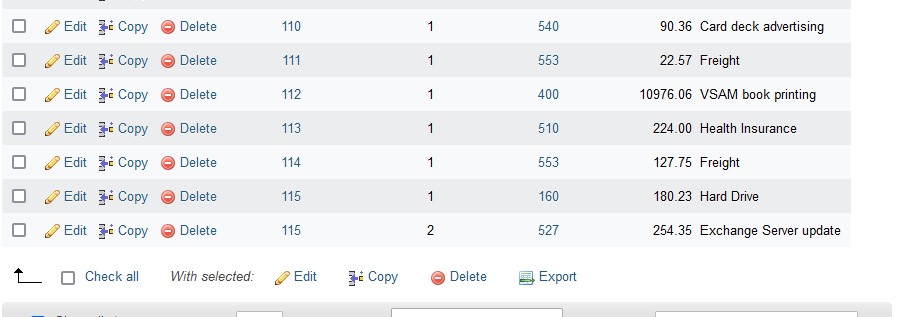 Edit Copy Delete 110 1 540 90.36 Card deck advertising
Edit Copy Delete 111 1 553 22.57 Freight
Edit Copy Delete 112 1 400 10976.06 VSAM book printing
Edit Copy Delete 113 1 510 224.00 Health Insurance
Edit Copy Delete 114 1 553 127.75 Freight
Edit Copy Delete 115 1 160 180.23 Hard Drive
Edit Copy Delete 115 2 527 254.35 Exchange Server update
Check all With selected: Edit Copy Delete Export